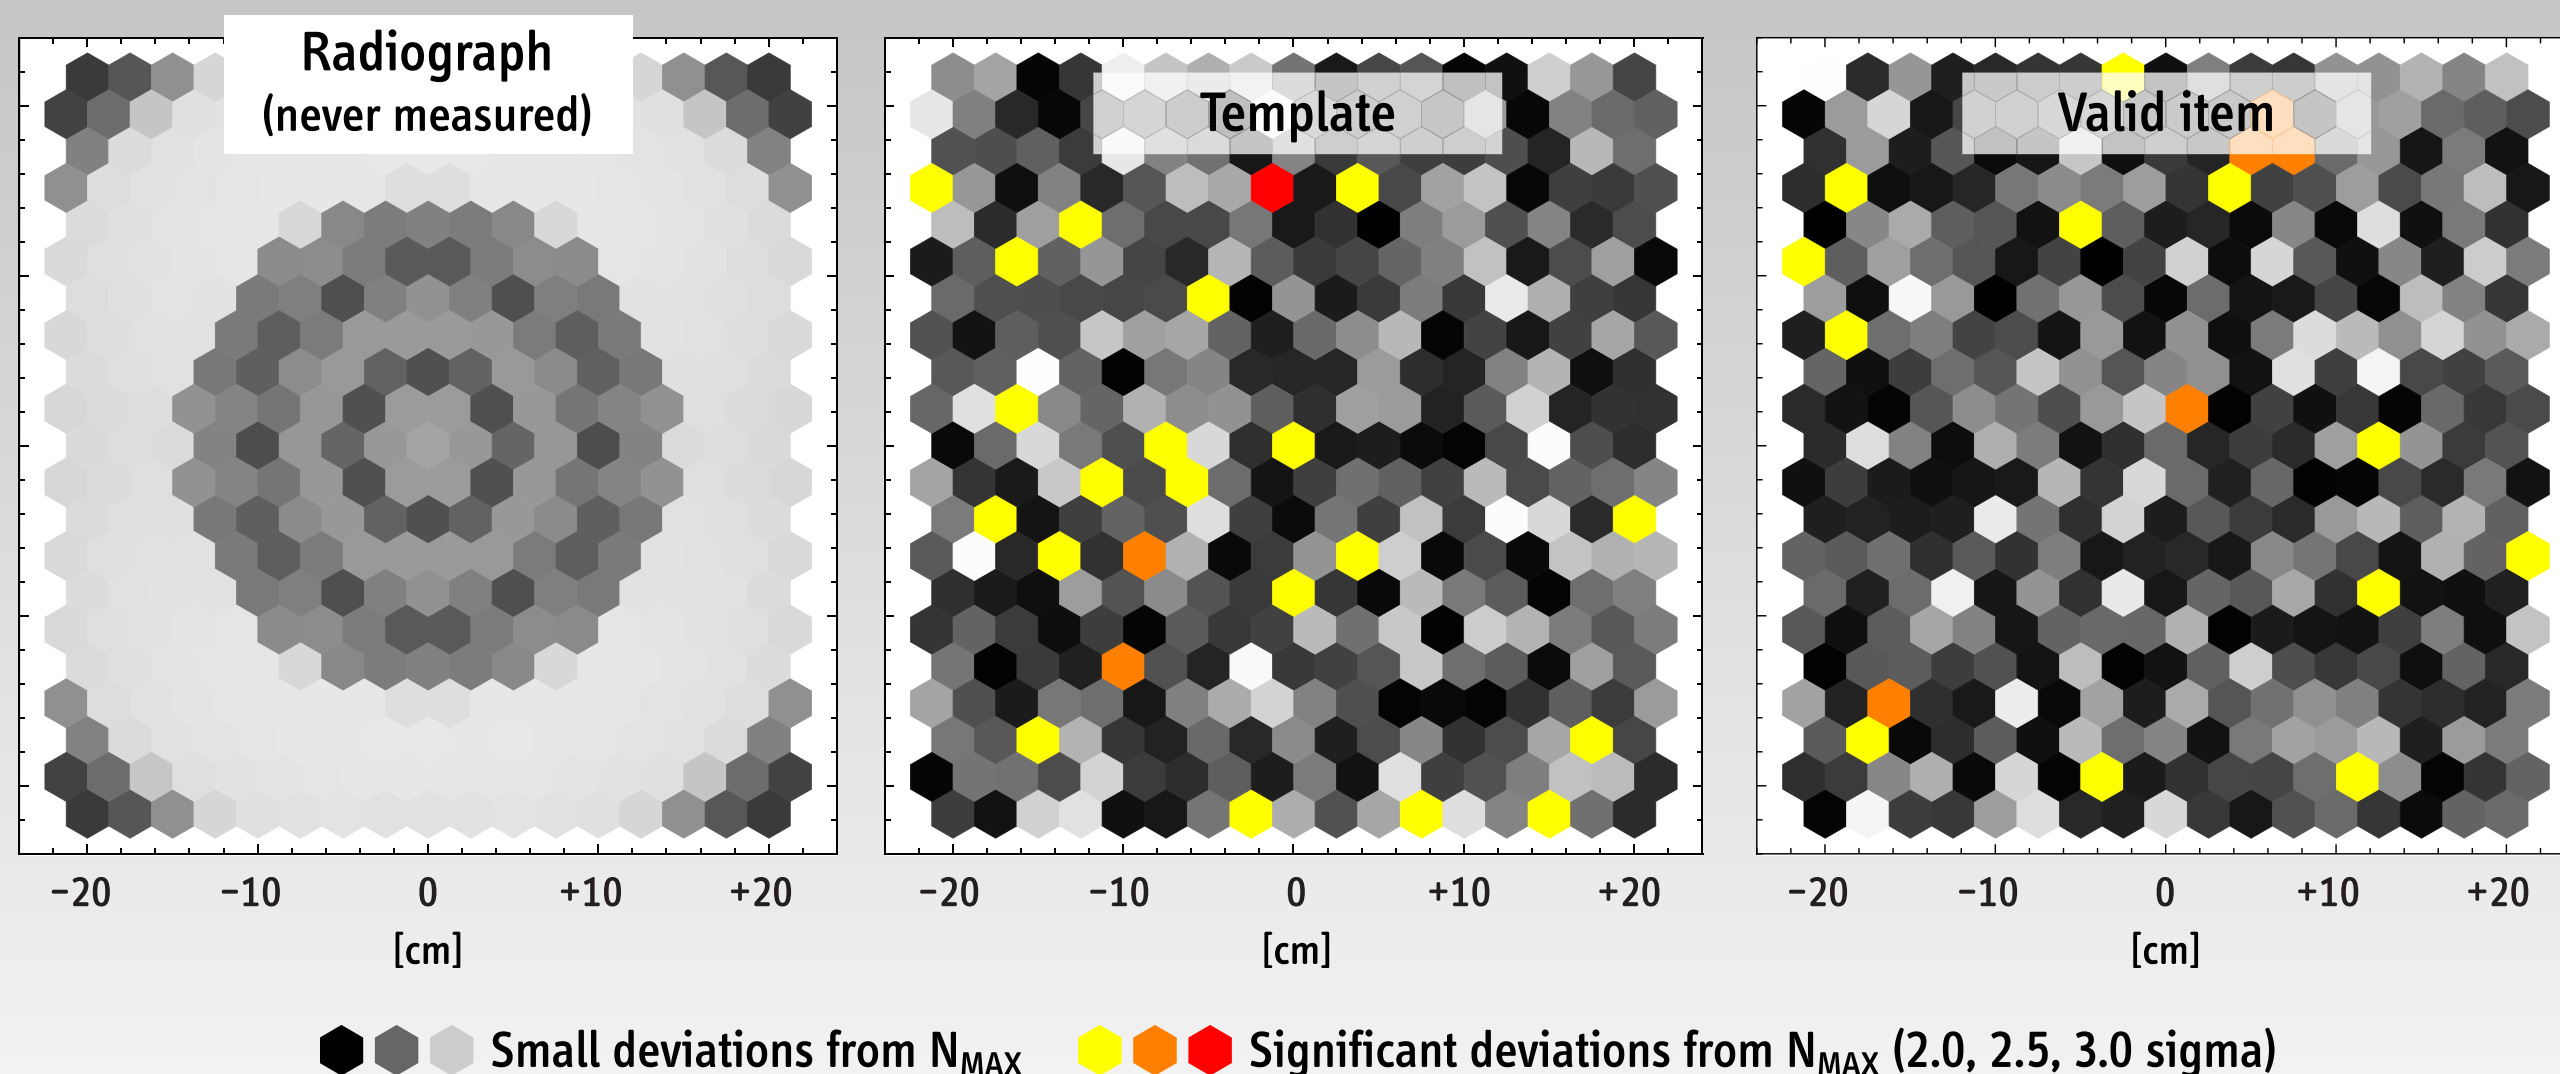 Radiograph
(never measured)
Template
Valid item
−20 −10 0 +10 +20
[cm]
−20 −10 0 +10 +20
[cm]
−20 −10 0 +10 +20
[cm]
Small deviations from NMAX
Significant deviations from NMAX (2.0, 2.5, 3.0 sigma)